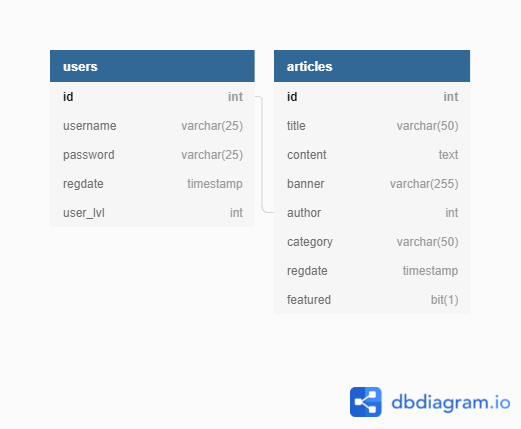 users
id int
username varchar(25)
password varchar(25)
regdate timestamp
user_lvl int
articles
id int
title varchar(50)
content text
banner varchar(255)
author int
category varchar(50)
regdate timestamp
featured bit(1)
dbdiagram.io